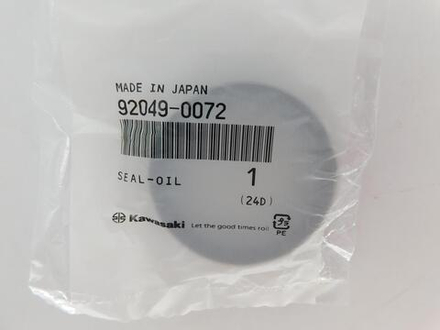 MADE IN JAPAN
92049-0072
SEAL-OIL 1
(24D)
Kawasaki Let the good times roll
PE